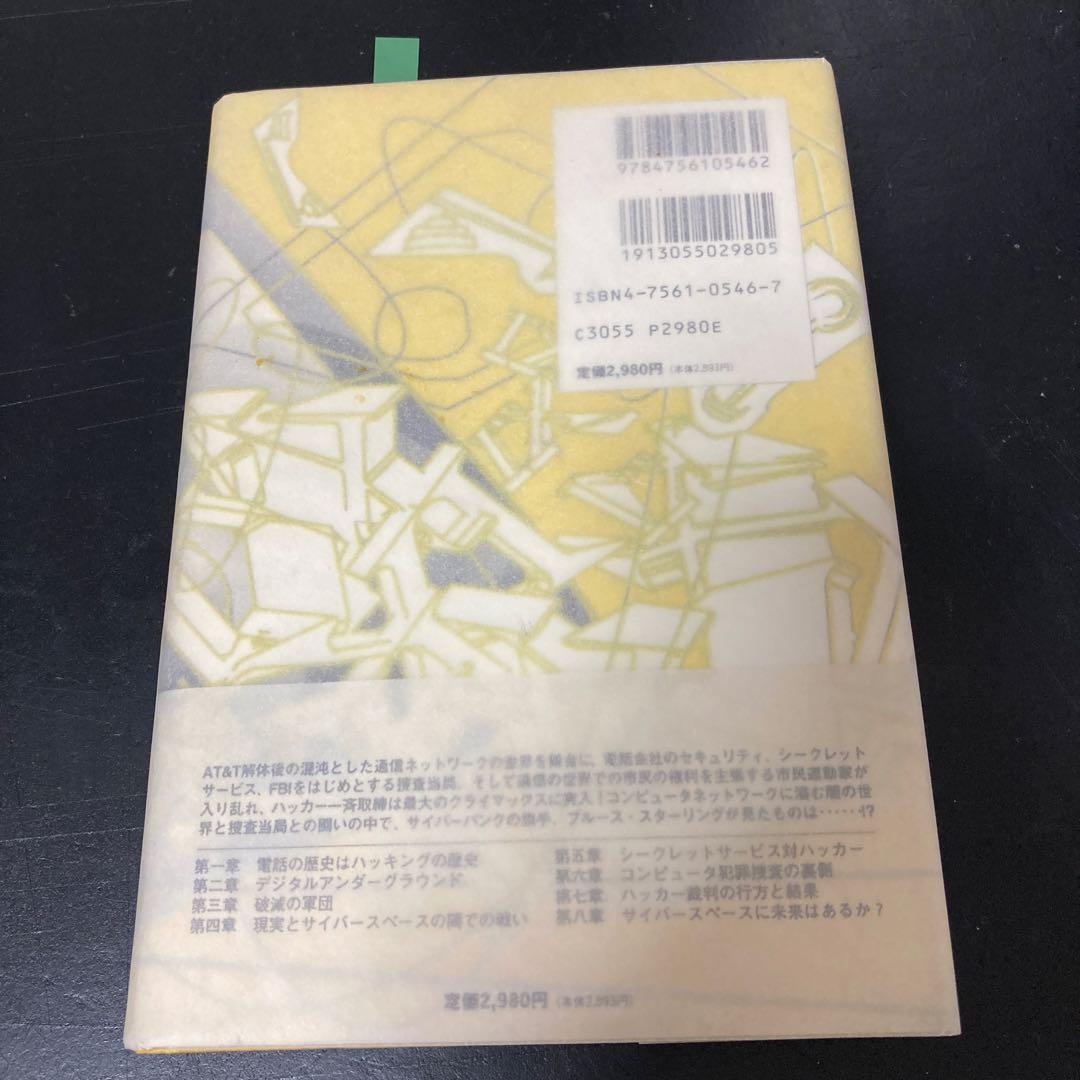 9784756105462
1913055029805
ISBN4-7561-0546-7
C3055 P2980E
定価2,980円（本体2,893円）
AT&T解体後の混沌とした通信ネットワークの世界を舞台に、電話会社のセキュリティ、シークレット
サービス、FBIをはじめとする捜査当局、そして通信の世界での市民の権利を主張する市民運動家が
入り乱れ、ハッカー一斉取締は最大のクライマックスに突入！コンピュータネットワークに潜む闇の世
界と捜査当局との闘いの中で、サイバーパンクの旗手、ブルース・スターリングが見たものは……!?
第一章 電話の歴史はハッキングの歴史
第二章 デジタルアンダーグラウンド
第三章 破滅の軍団
第四章 現実とサイバースペースの隙での戦い
第五章 シークレットサービス対ハッカー
第六章 コンピュータ犯罪捜査の裏側
第七章 ハッカー裁判の行方と結果
第八章 サイバースペースに未来はあるか？
定価2,980円（本体2,893円）